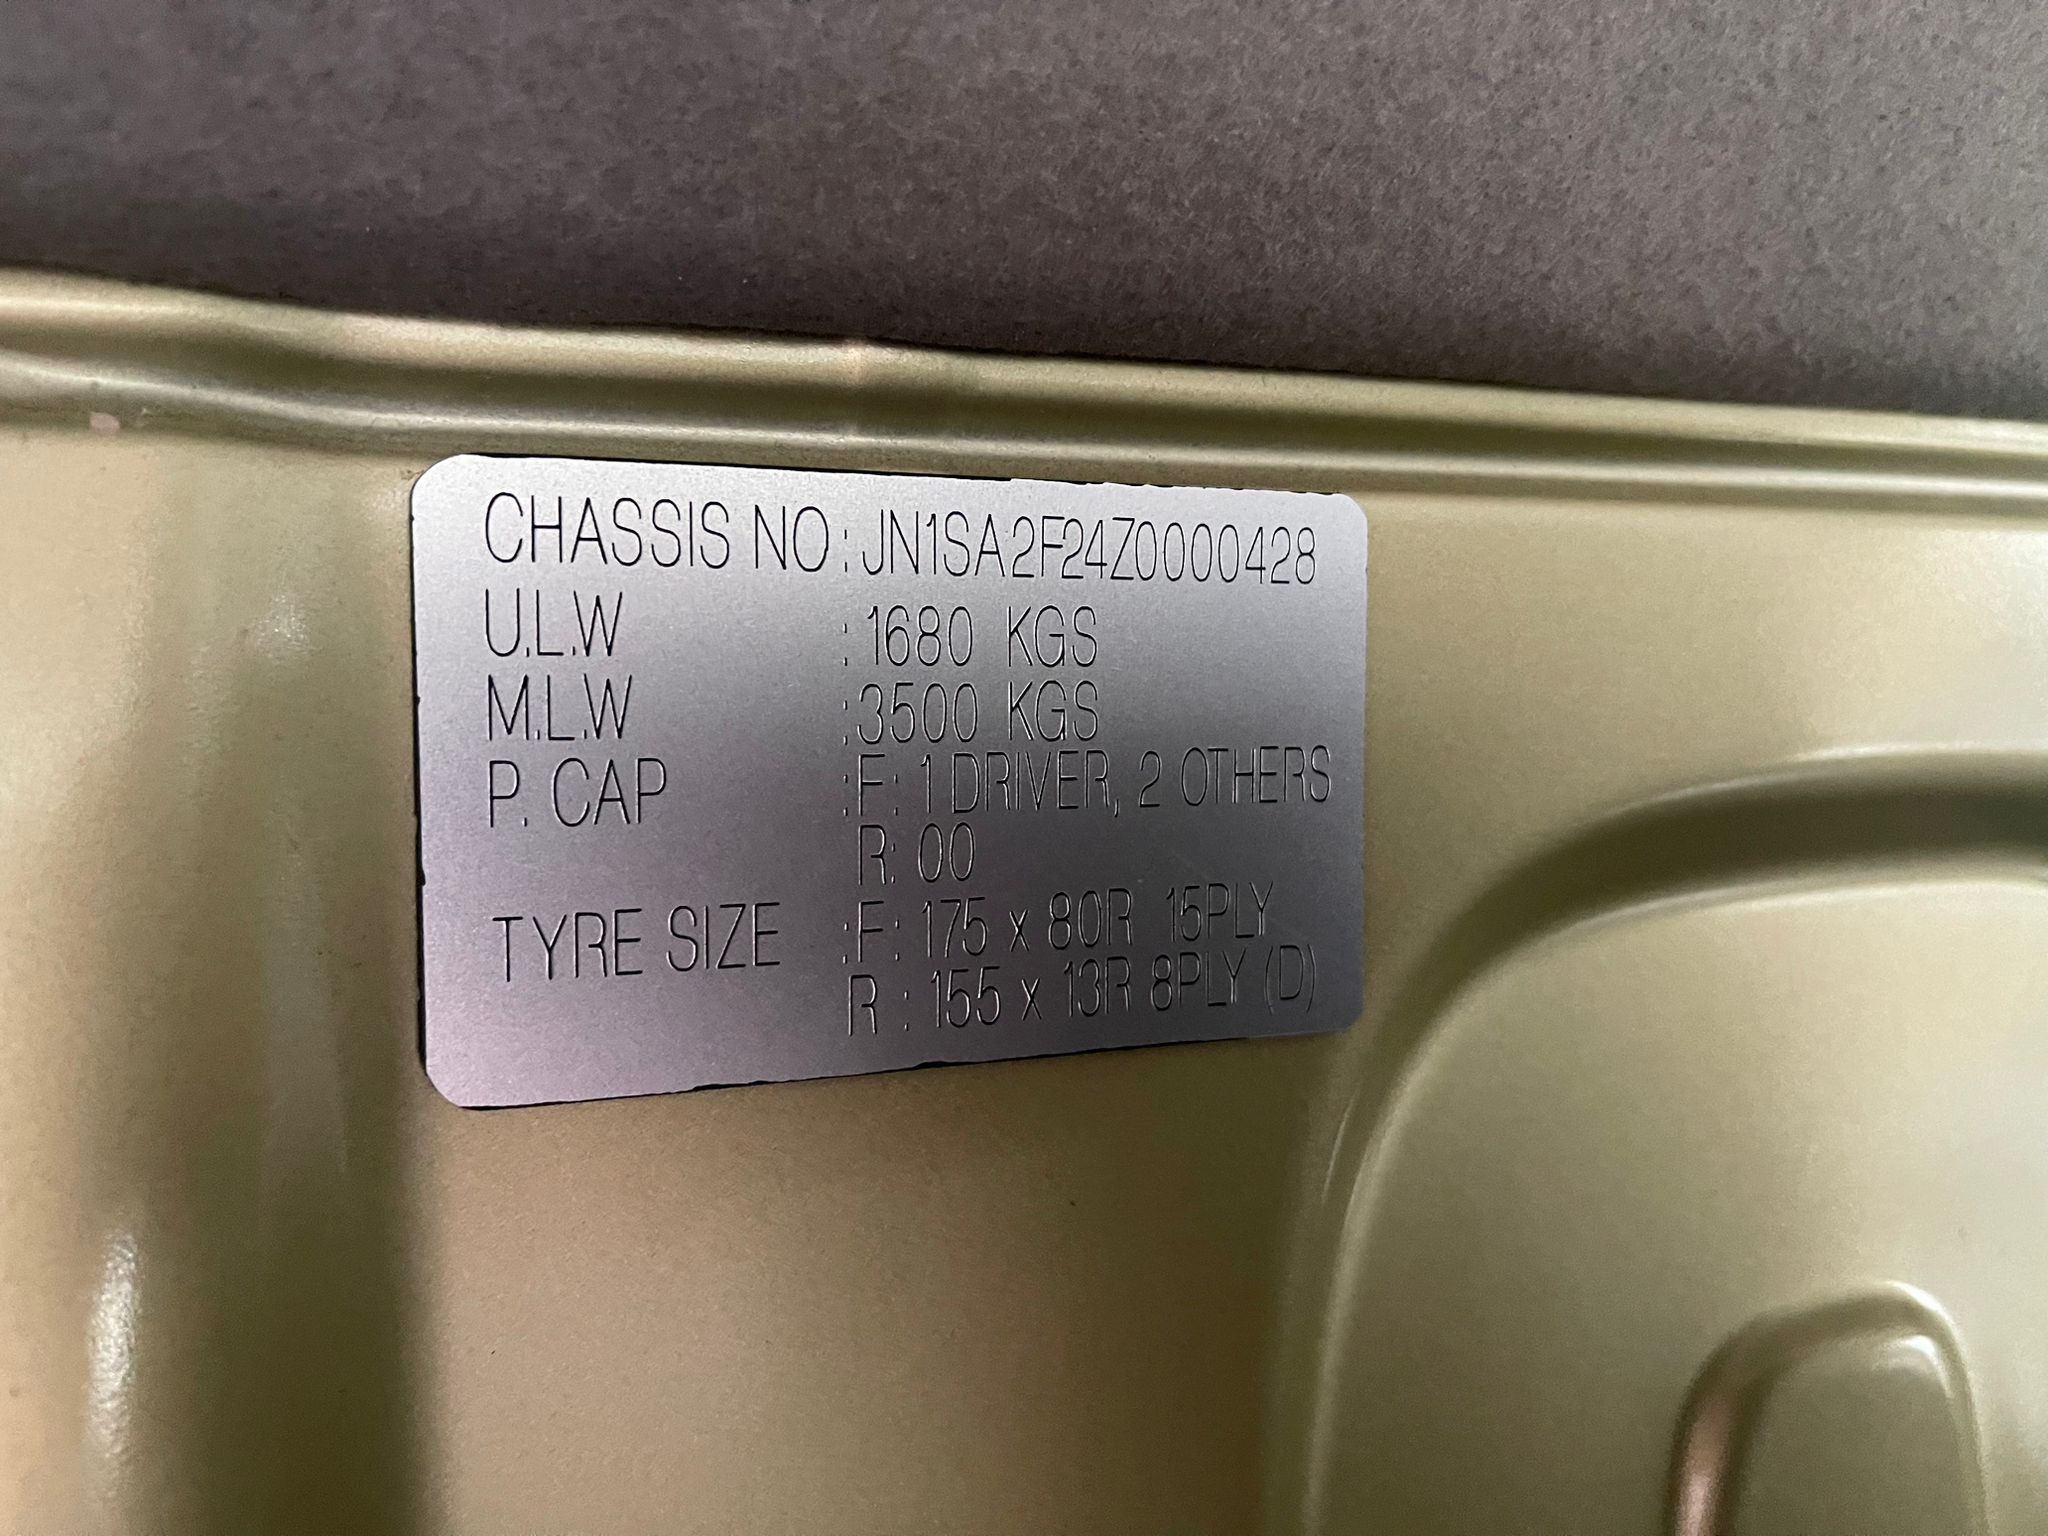 CHASSIS NO : JN1SA2F24Z0000428
U.L.W : 1680 KGS
M.L.W : 3500 KGS
P. CAP : F: 1 DRIVER, 2 OTHERS
R: 00
TYRE SIZE : F: 175 x 80R 15PLY
R : 155 x 13R 8PLY (D)